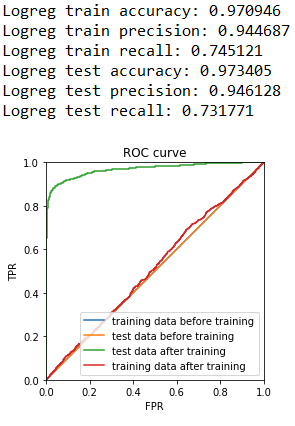 Logreg train accuracy: 0.970946
Logreg train precision: 0.944687
Logreg train recall: 0.745121
Logreg test accuracy: 0.973405
Logreg test precision: 0.946128
Logreg test recall: 0.731771
ROC curve
1.0
0.8
0.6
0.4
0.2
0.0
TPR
training data before training
test data before training
test data after training
training data after training
0.0 0.2 0.4 0.6 0.8 1.0
FPR